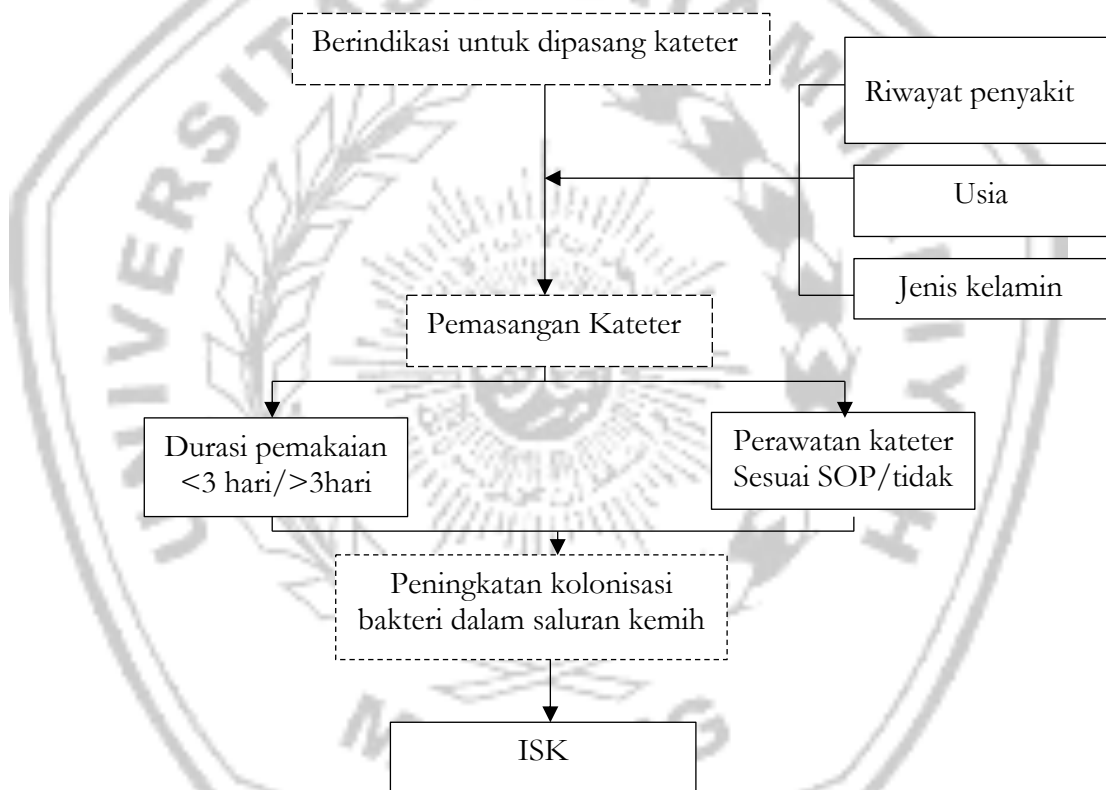 Berindikasi untuk dipasang kateter
Riwayat penyakit
Usia
Jenis kelamin
Pemasangan Kateter
Durasi pemakaian
<3 hari/>3hari
Perawatan kateter
Sesuai SOP/tidak
Peningkatan kolonisasi
bakteri dalam saluran kemih
ISK